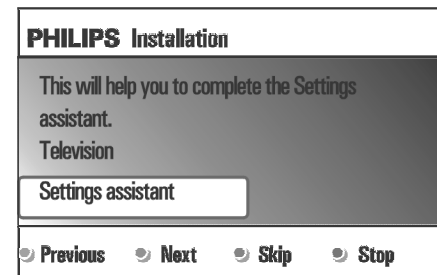 PHILIPS Installation
This will help you to complete the Settings
assistant.
Television
Settings assistant
Previous Next Skip Stop